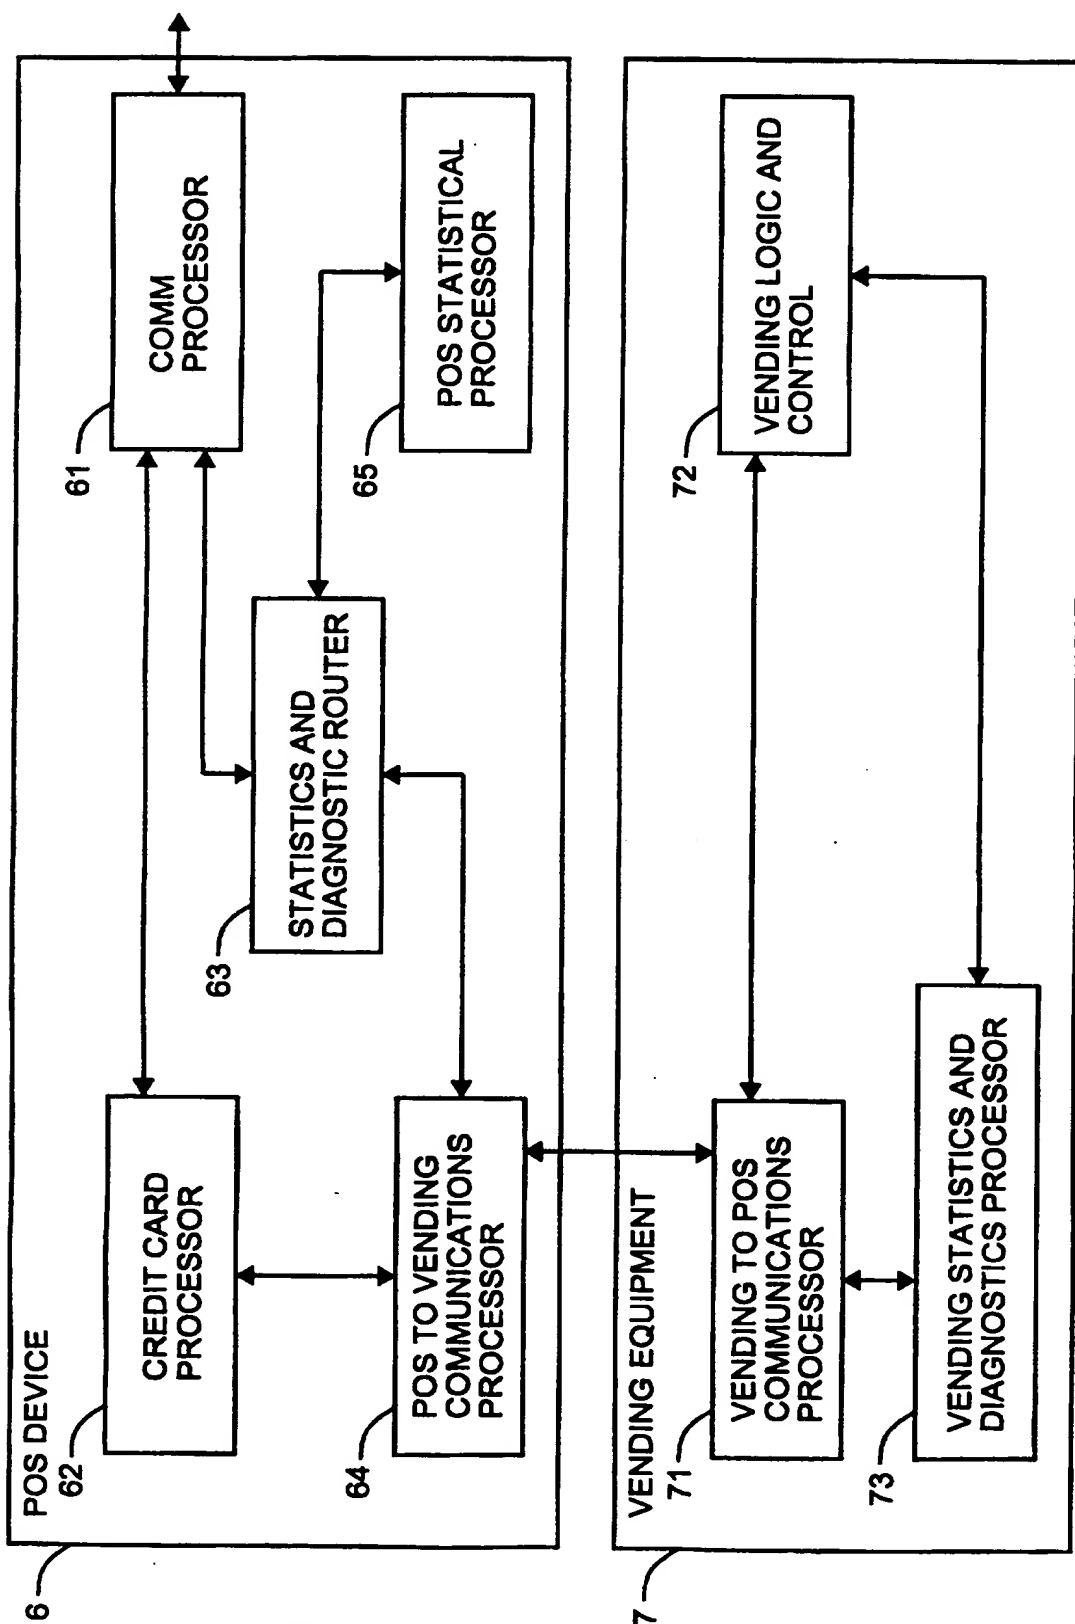 6
POS DEVICE
62
CREDIT CARD
PROCESSOR
61
COMM
PROCESSOR
63
STATISTICS AND
DIAGNOSTIC ROUTER
64
POS TO VENDING
COMMUNICATIONS
PROCESSOR
65
POS STATISTICAL
PROCESSOR
7
VENDING EQUIPMENT
71
VENDING TO POS
COMMUNICATIONS
PROCESSOR
72
VENDING LOGIC AND
CONTROL
73
VENDING STATISTICS AND
DIAGNOSTICS PROCESSOR